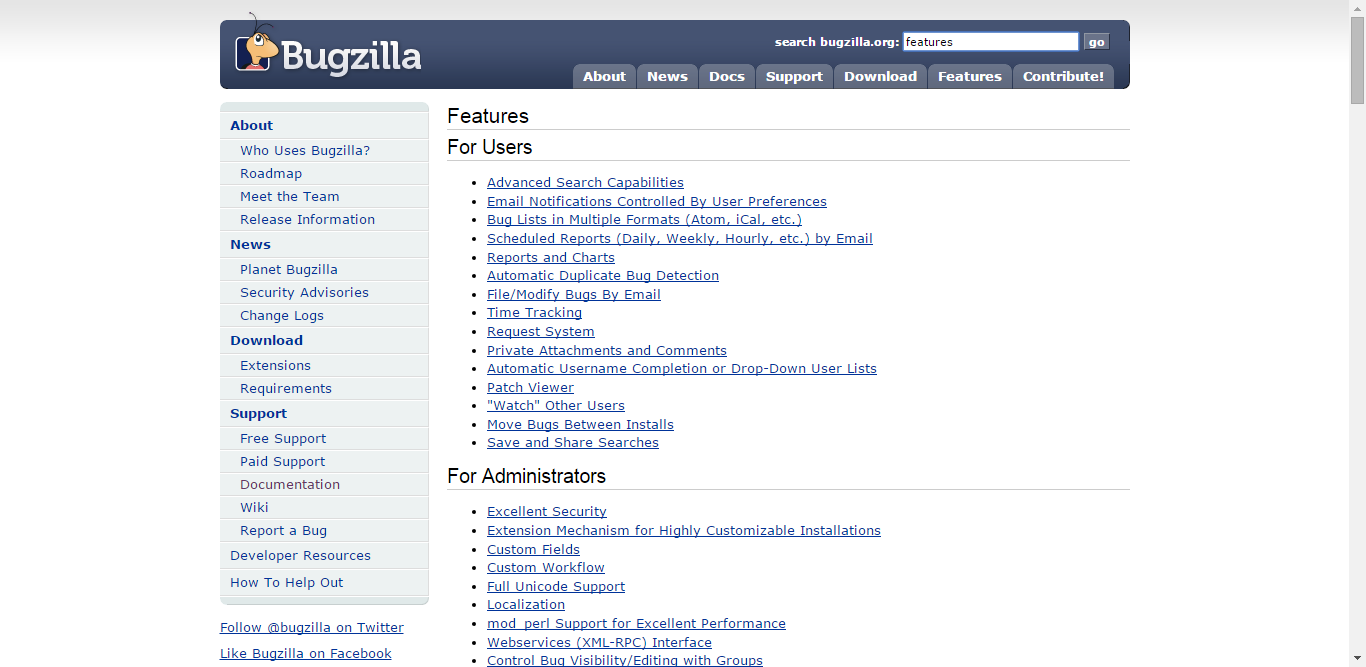 Bugzilla
search bugzilla.org: features go
About News Docs Support Download Features Contribute!
About
Who Uses Bugzilla?
Roadmap
Meet the Team
Release Information
News
Planet Bugzilla
Security Advisories
Change Logs
Download
Extensions
Requirements
Support
Free Support
Paid Support
Documentation
Wiki
Report a Bug
Developer Resources
How To Help Out
Follow @bugzilla on Twitter
Like Bugzilla on Facebook
Features
For Users
Advanced Search Capabilities
Email Notifications Controlled By User Preferences
Bug Lists in Multiple Formats (Atom, iCal, etc.)
Scheduled Reports (Daily, Weekly, Hourly, etc.) by Email
Reports and Charts
Automatic Duplicate Bug Detection
File/Modify Bugs By Email
Time Tracking
Request System
Private Attachments and Comments
Automatic Username Completion or Drop-Down User Lists
Patch Viewer
"Watch" Other Users
Move Bugs Between Installs
Save and Share Searches
For Administrators
Excellent Security
Extension Mechanism for Highly Customizable Installations
Custom Fields
Custom Workflow
Full Unicode Support
Localization
mod_perl Support for Excellent Performance
Webservices (XML-RPC) Interface
Control Bug Visibility/Editing with Groups